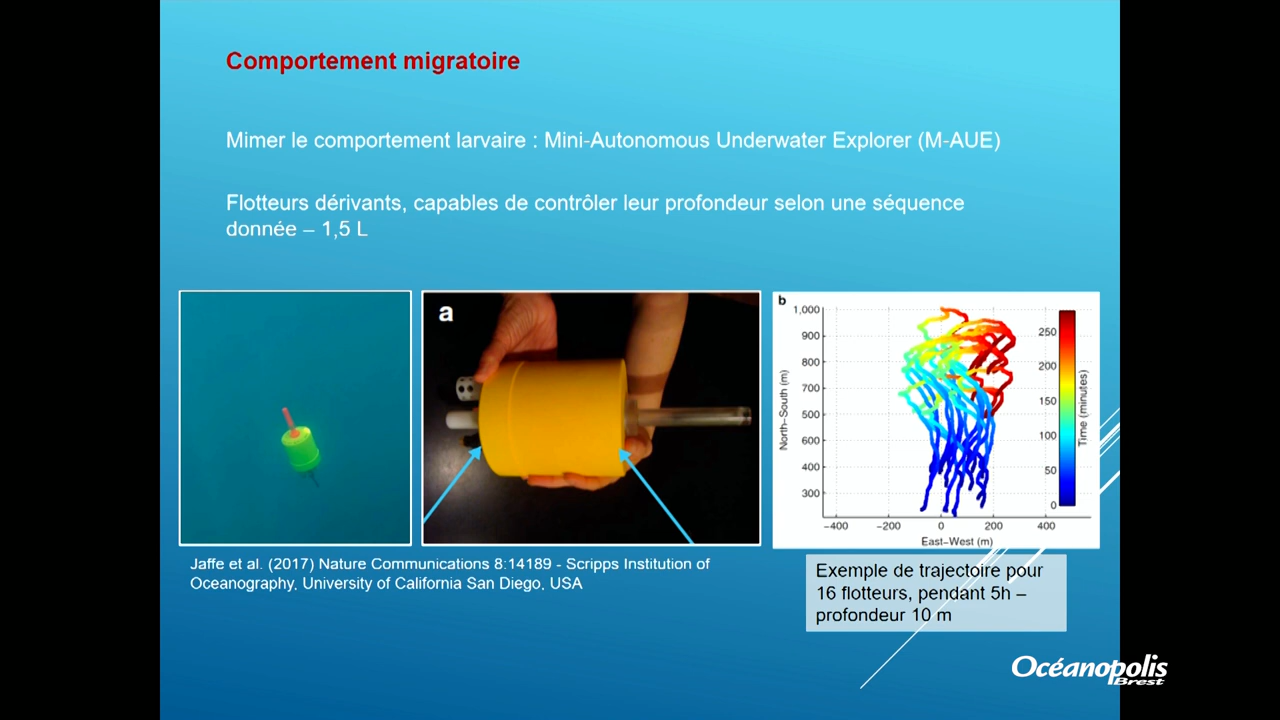 Comportement migratoire
Mimer le comportement larvaire : Mini-Autonomous Underwater Explorer (M-AUE)
Flotteurs dérivants, capables de contrôler leur profondeur selon une séquence
donnée – 1,5 L
a
b
1,000
900
800
700
500
600
400
300
North–South (m)
−400
−200
0
200
400
East–West (m)
250
200
150
100
50
0
Time (minutes)
Jaffe et al. (2017) Nature Communications 8:14189 - Scripps Institution of
Oceanography, University of California San Diego, USA
Exemple de trajectoire pour
16 flotteurs, pendant 5h –
profondeur 10 m
Océanopolis
Brest